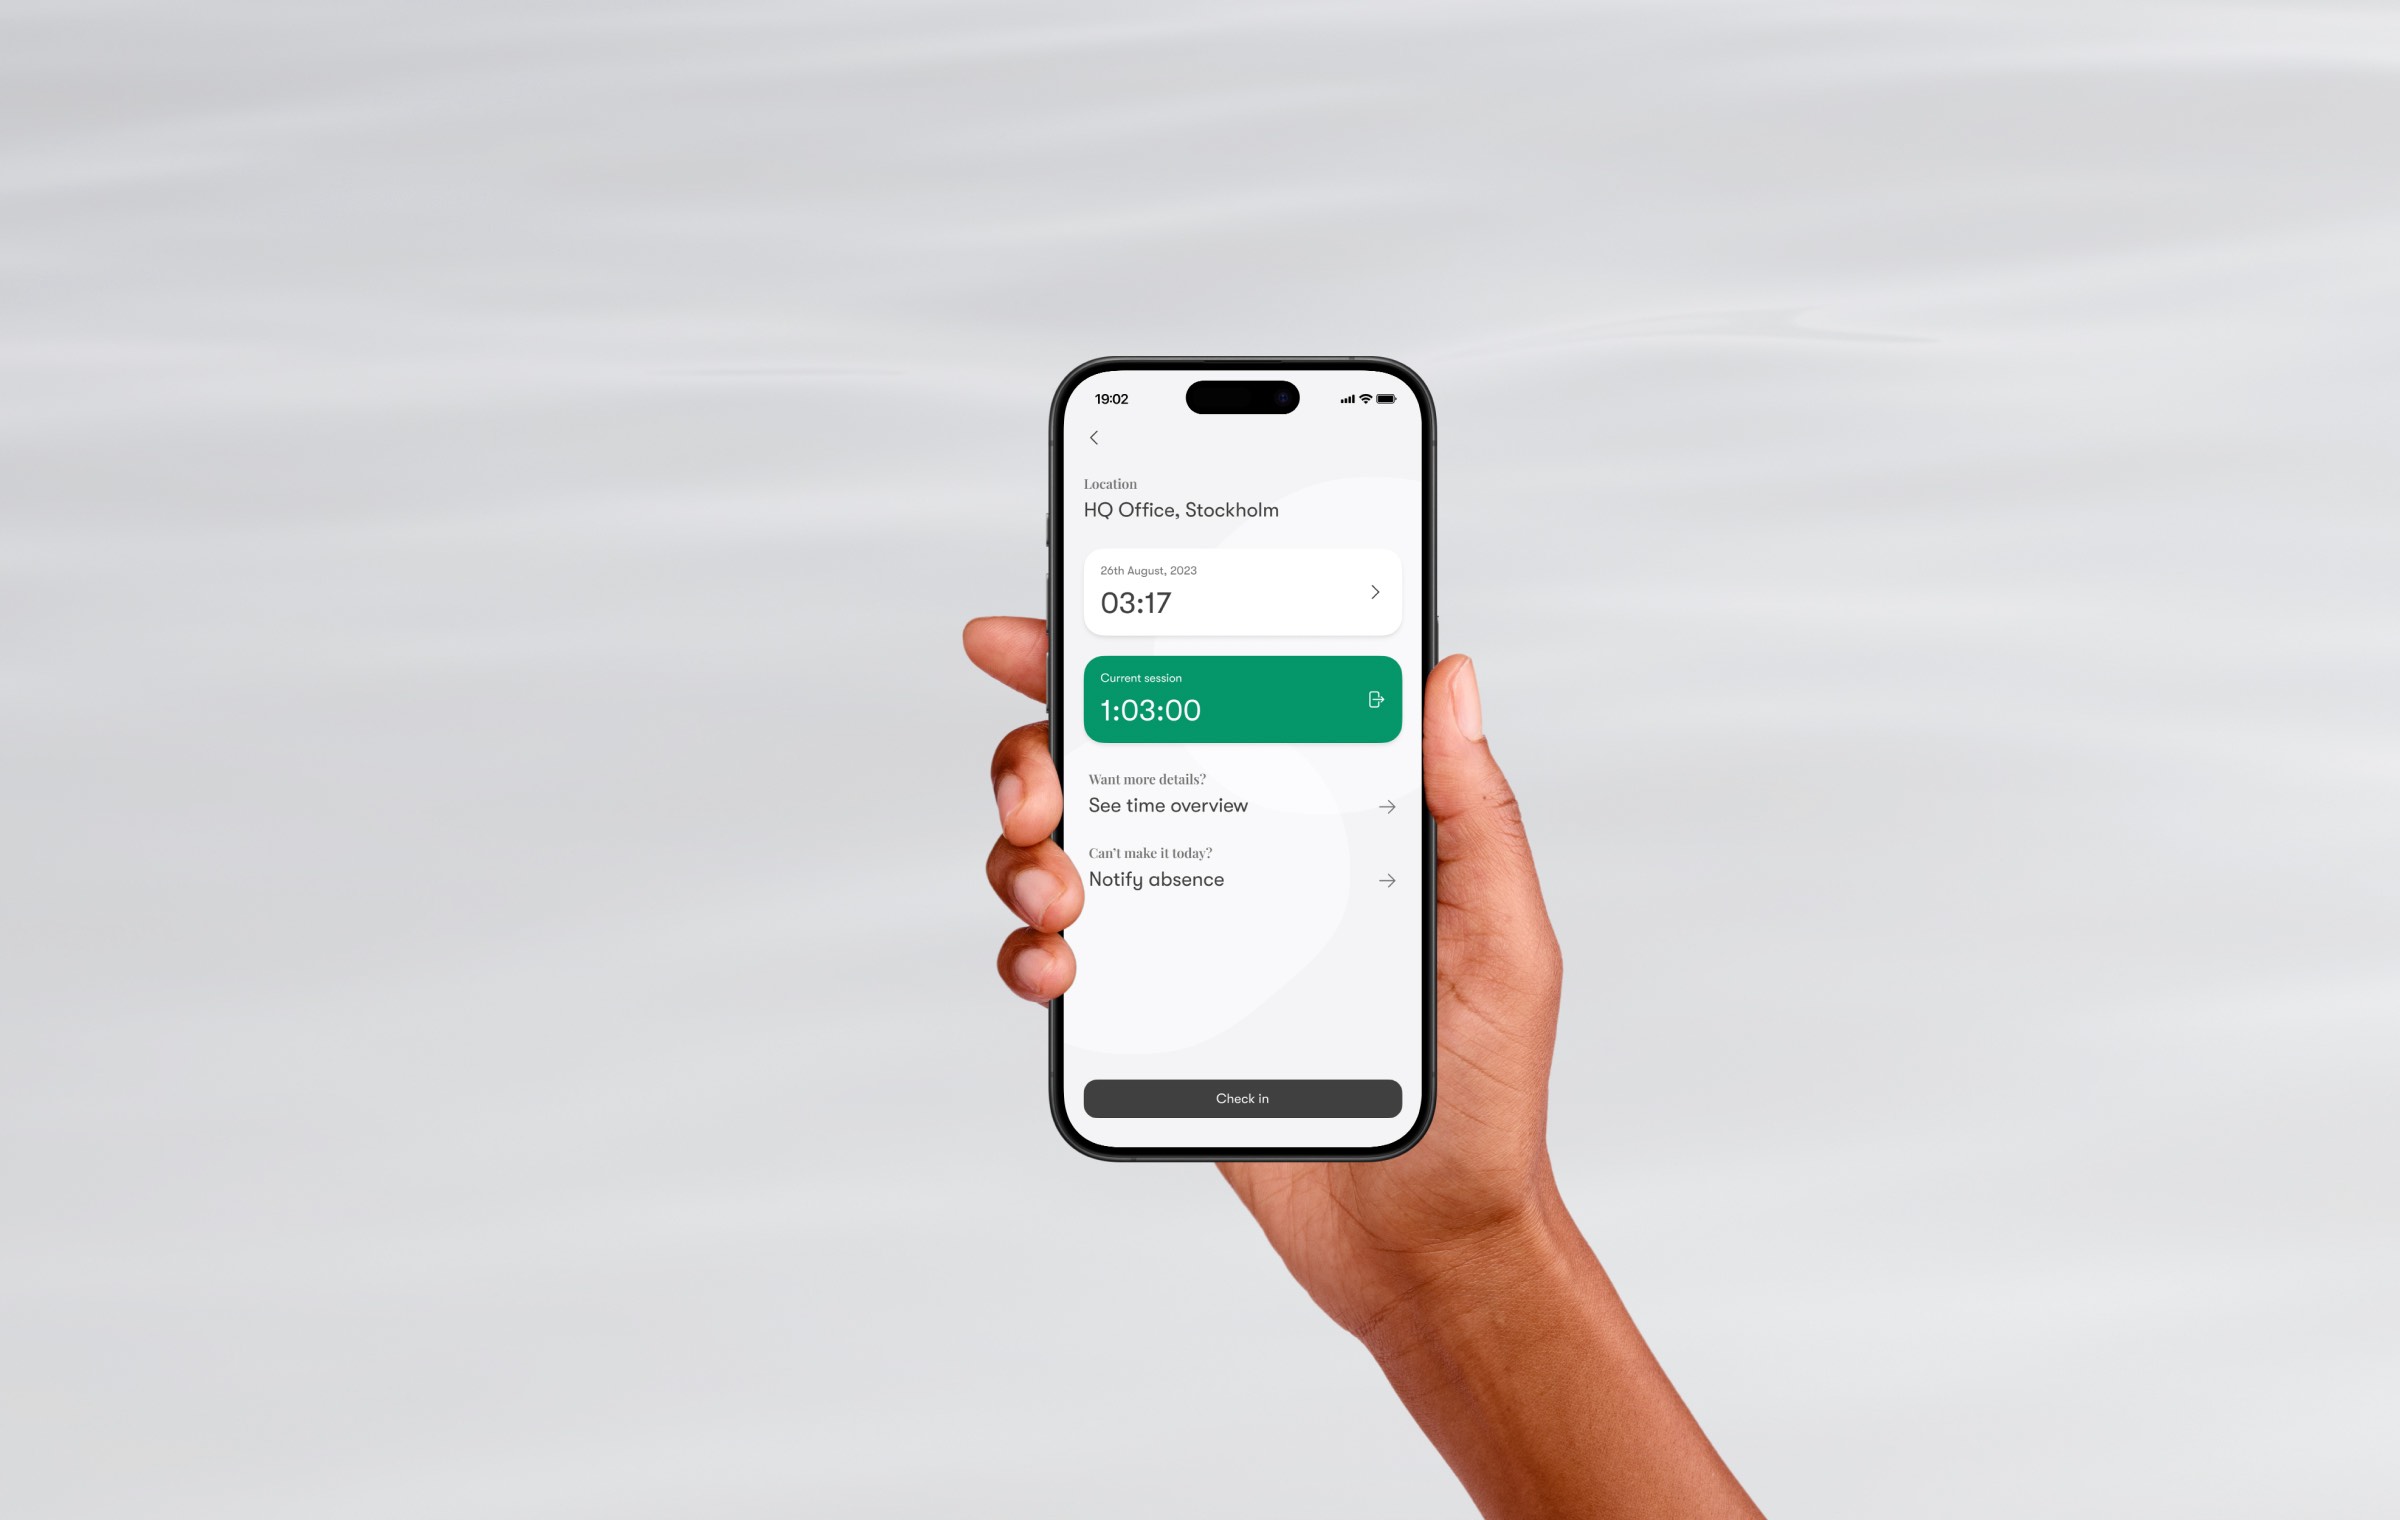 19:02
Location
HQ Office, Stockholm
26th August, 2023
03:17
Current session
1:03:00
Want more details?
See time overview
Can't make it today?
Notify absence
Check in